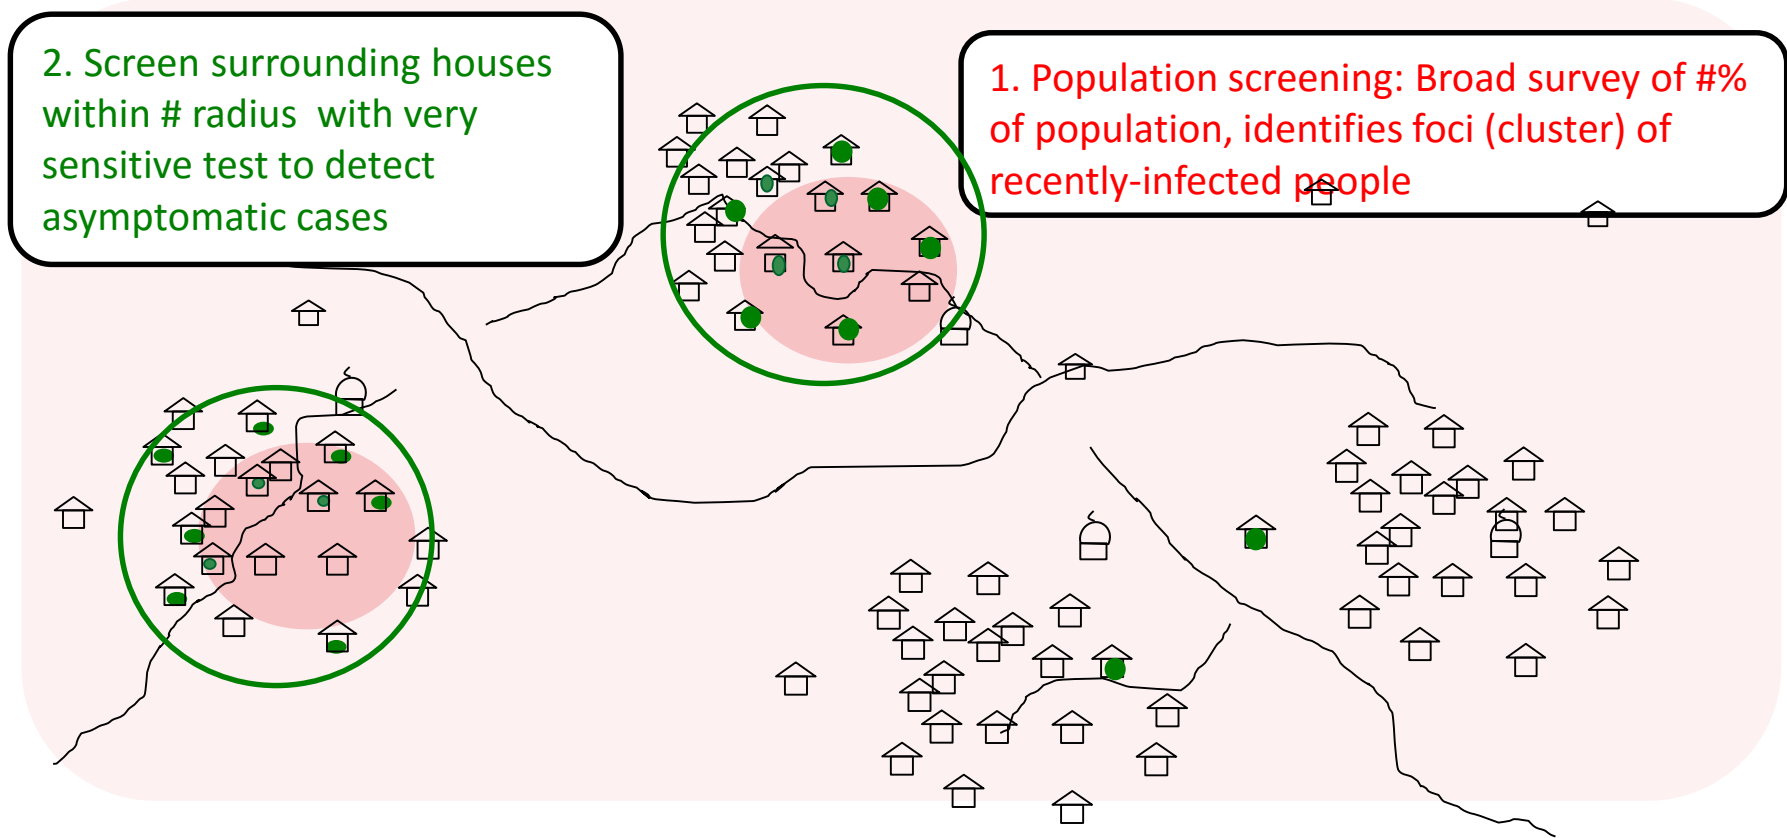 2. Screen surrounding houses
within # radius  with very
sensitive test to detect
asymptomatic cases
1. Population screening: Broad survey of #%
of population, identifies foci (cluster) of
recently-infected people